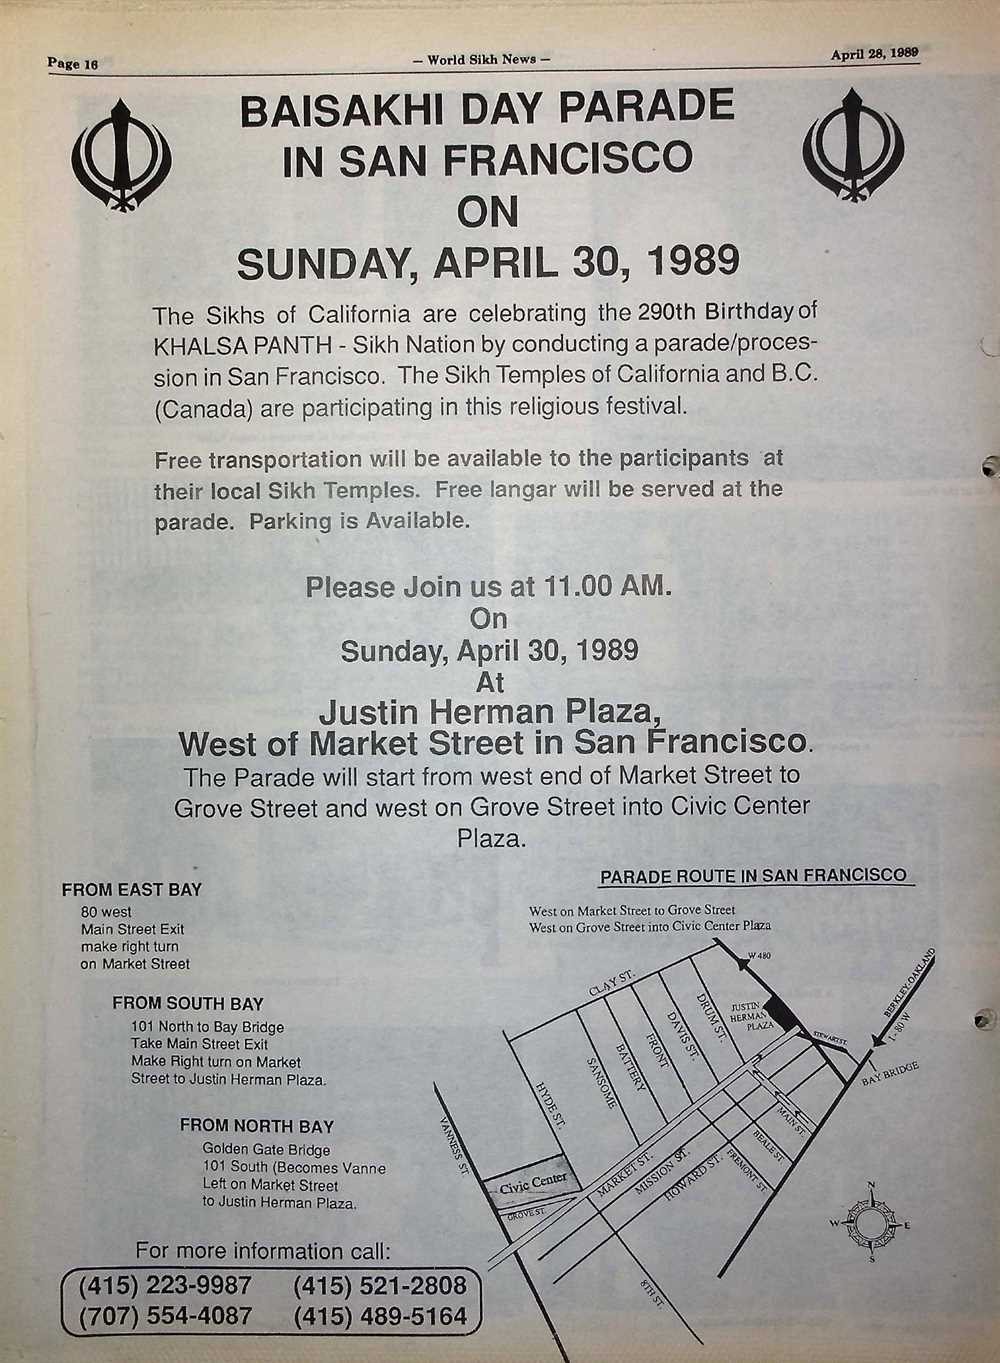 Page 16
– World Sikh News –
April 28, 1989
BAISAKHI DAY PARADE
IN SAN FRANCISCO
ON
SUNDAY, APRIL 30, 1989
The Sikhs of California are celebrating the 290th Birthday of
KHALSA PANTH - Sikh Nation by conducting a parade/proces-
sion in San Francisco. The Sikh Temples of California and B.C.
(Canada) are participating in this religious festival.
Free transportation will be available to the participants at
their local Sikh Temples. Free langar will be served at the
parade. Parking is Available.
Please Join us at 11.00 AM.
On
Sunday, April 30, 1989
At
Justin Herman Plaza,
West of Market Street in San Francisco.
The Parade will start from west end of Market Street to
Grove Street and west on Grove Street into Civic Center
Plaza.
FROM EAST BAY
80 west
Main Street Exit
make right turn
on Market Street
FROM SOUTH BAY
101 North to Bay Bridge
Take Main Street Exit
Make Right turn on Market
Street to Justin Herman Plaza.
FROM NORTH BAY
Golden Gate Bridge
101 South (Becomes Vanne
Left on Market Street
to Justin Herman Plaza.
For more information call:
(415) 223-9987 (415) 521-2808
(707) 554-4087 (415) 489-5164
PARADE ROUTE IN SAN FRANCISCO
West on Market Street to Grove Street
West on Grove Street into Civic Center Plaza
W 480
CLAY ST.
JUSTIN
HERMAN
PLAZA
BERKLEY-OAKLAND
I - 80 W
STEWART ST.
BAY BRIDGE
DRUM ST.
DAVIS ST.
FRONT
BATTERY
SANSOME
HYDE ST.
VANNESS ST.
MAIN ST.
BEALE ST.
FREMONT ST.
MARKET ST.
MISSION ST.
HOWARD ST.
Civic Center
GROVE ST.
8TH ST.
N
W
E
S